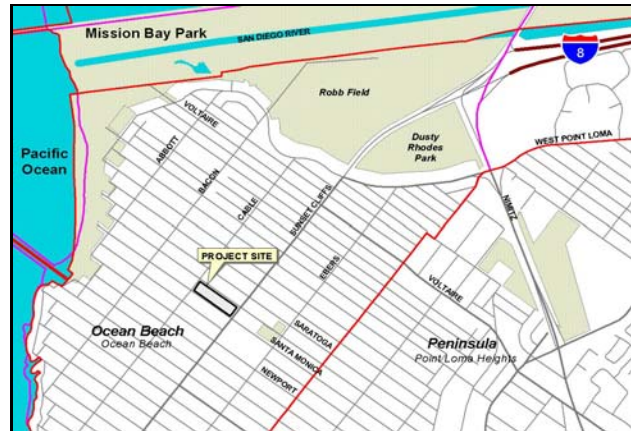 Mission Bay Park
SAN DIEGO RIVER
8
Robb Field
VOLTAIRE
Dusty
Rhodes
Park
WEST POINT LOMA
ABBOTT
Pacific
Ocean
BACON
CABLE
SUNSET CLIFFS
NIMITZ
PROJECT SITE
EBERS
VOLTAIRE
Ocean Beach
Ocean Beach
SARATOGA
SANTA MONICA
NEWPORT
Peninsula
Point Loma Heights